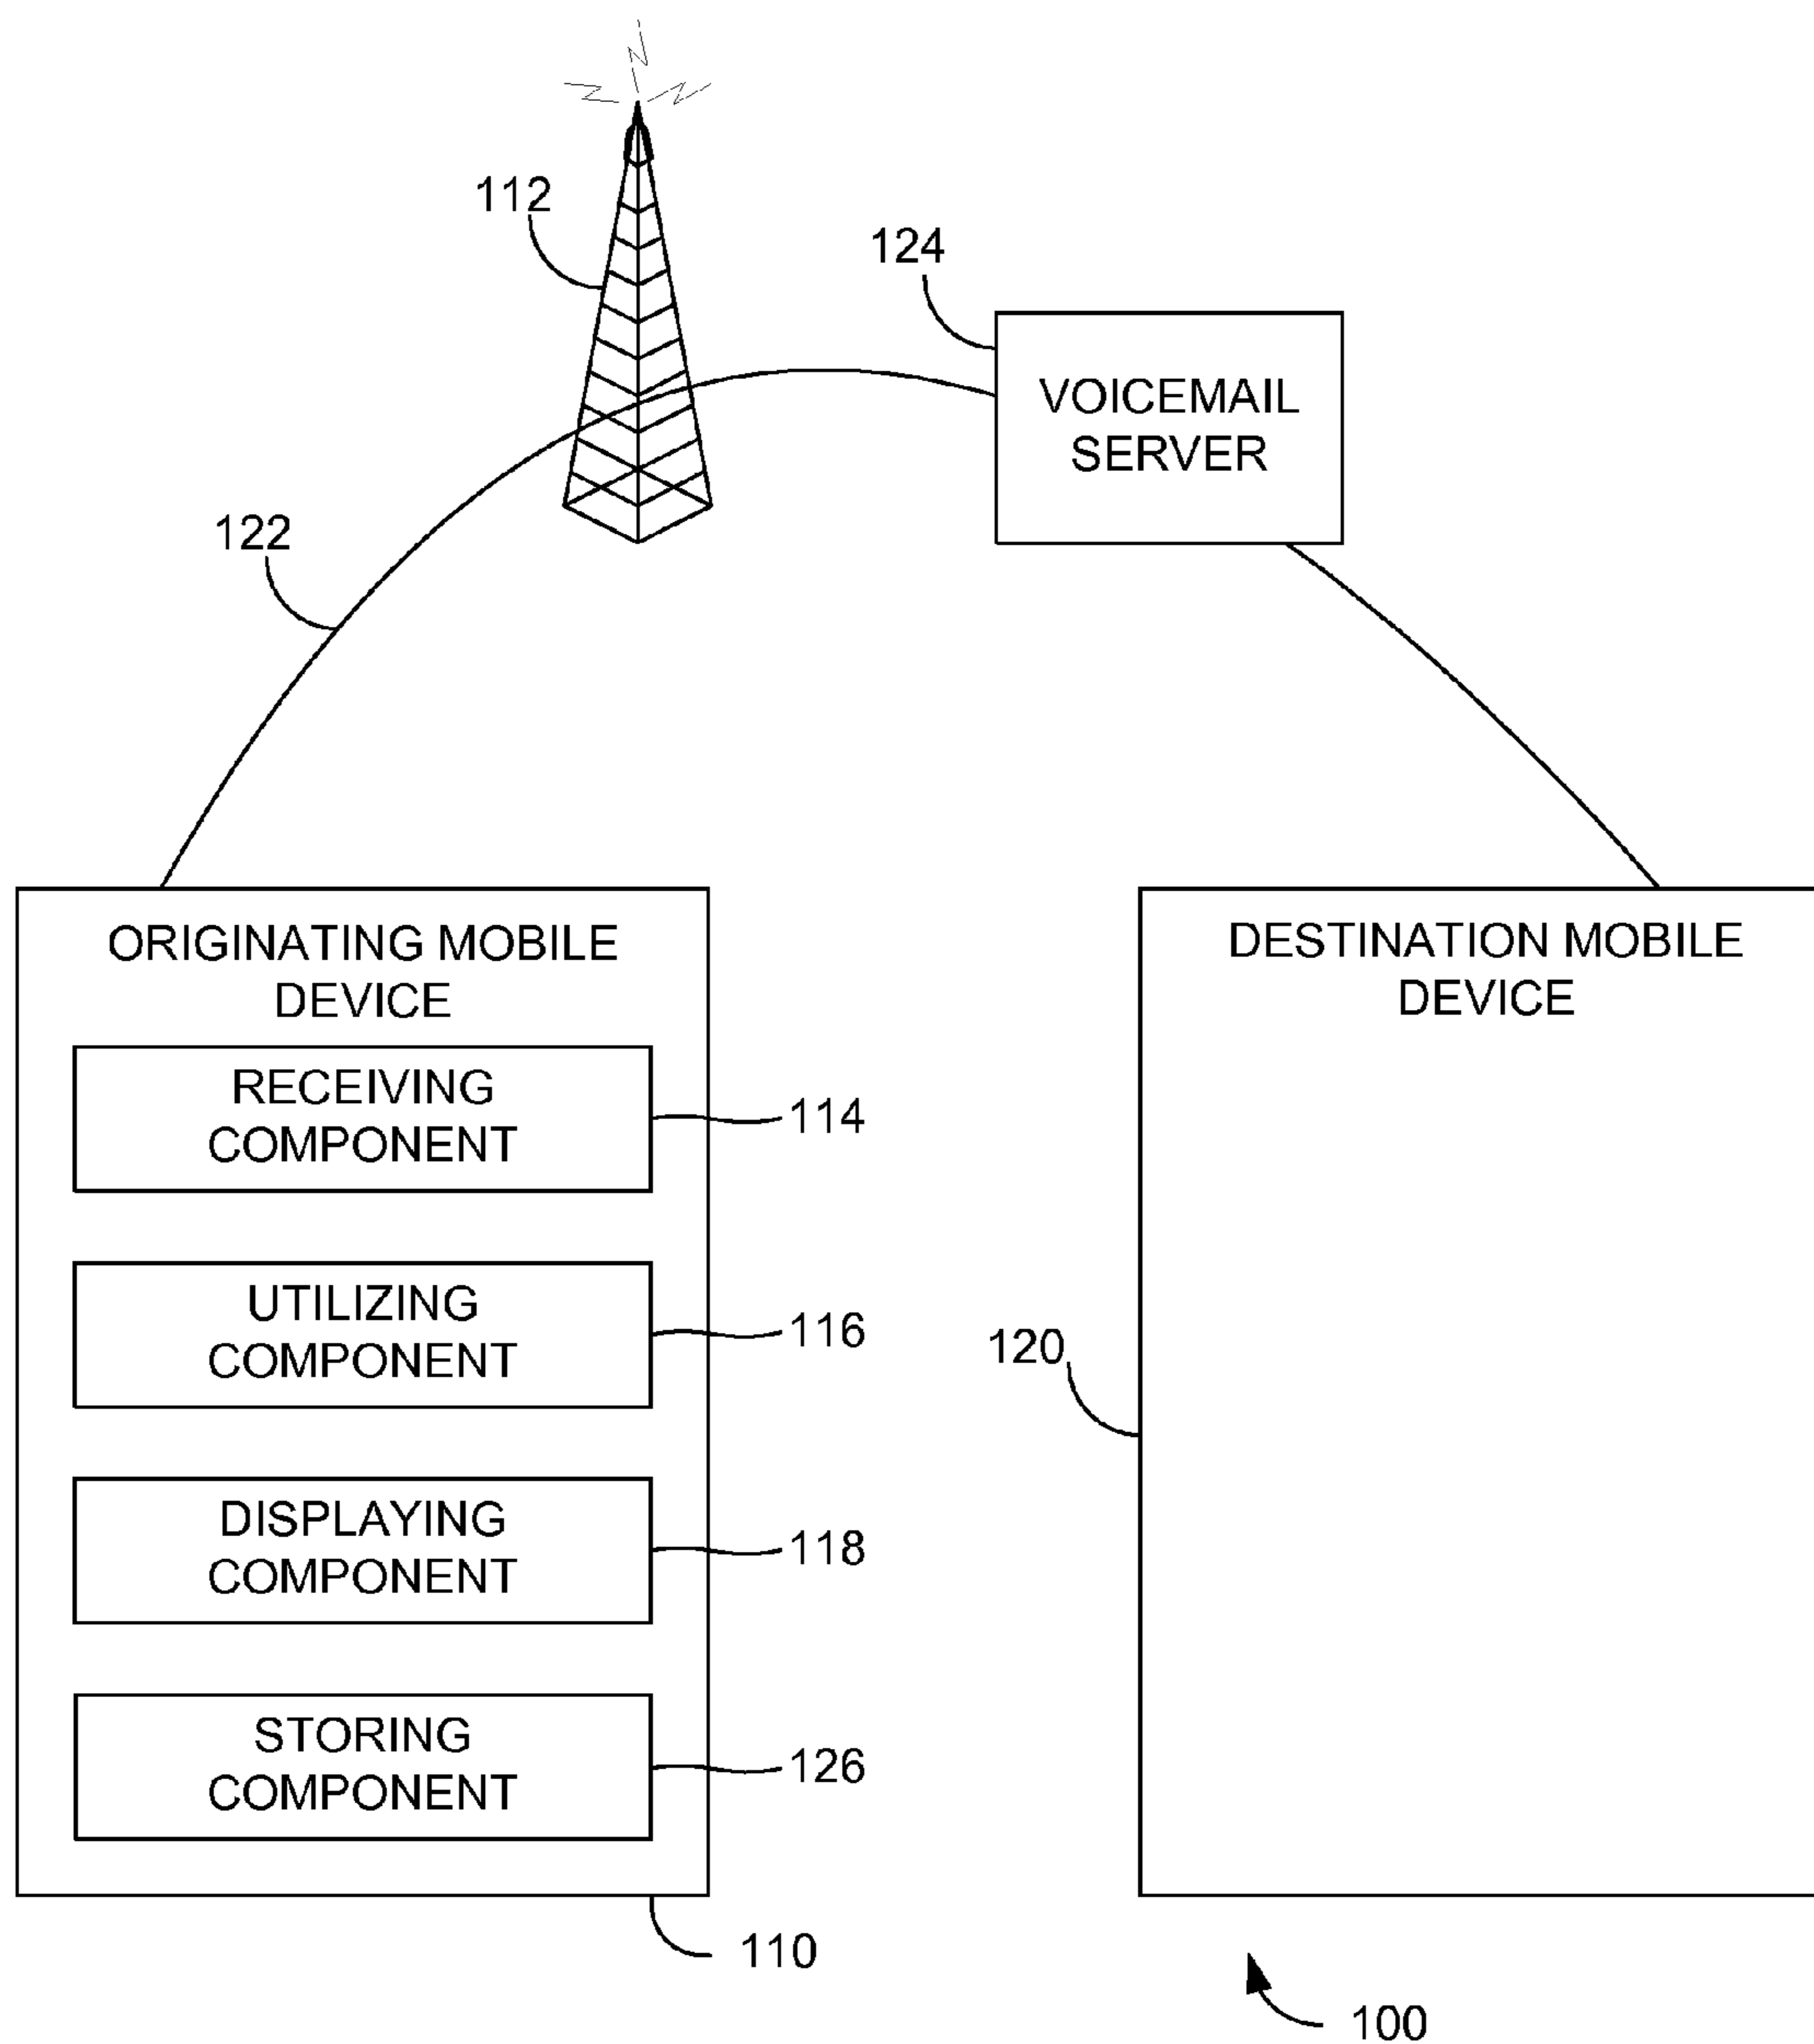 112
124
VOICEMAIL
SERVER
122
ORIGINATING MOBILE
DEVICE
RECEIVING
COMPONENT
114
UTILIZING
COMPONENT
116
DISPLAYING
COMPONENT
118
STORING
COMPONENT
126
110
DESTINATION MOBILE
DEVICE
120
100